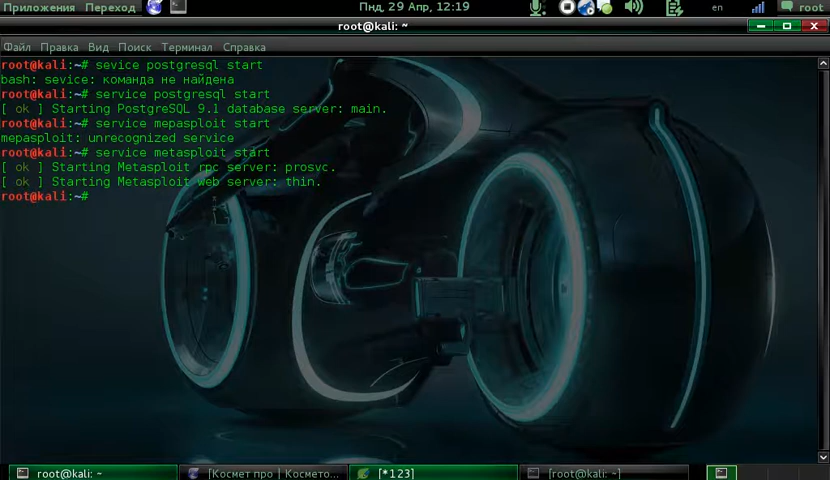 Приложения Переход Пнд, 29 Апр, 12:19 en root
root@kali: ~
Файл Правка Вид Поиск Терминал Справка
root@kali:~# sevice postgresql start
bash: sevice: команда не найдена
root@kali:~# service postgresql start
[ ok ] Starting PostgreSQL 9.1 database server: main.
root@kali:~# service mepasploit start
mepasploit: unrecognized service
root@kali:~# service metasploit start
[ ok ] Starting Metasploit rpc server: prosvc.
[ ok ] Starting Metasploit web server: thin.
root@kali:~#
root@kali: ~ [Космет про | Космето... [*123] [root@kali: ~]